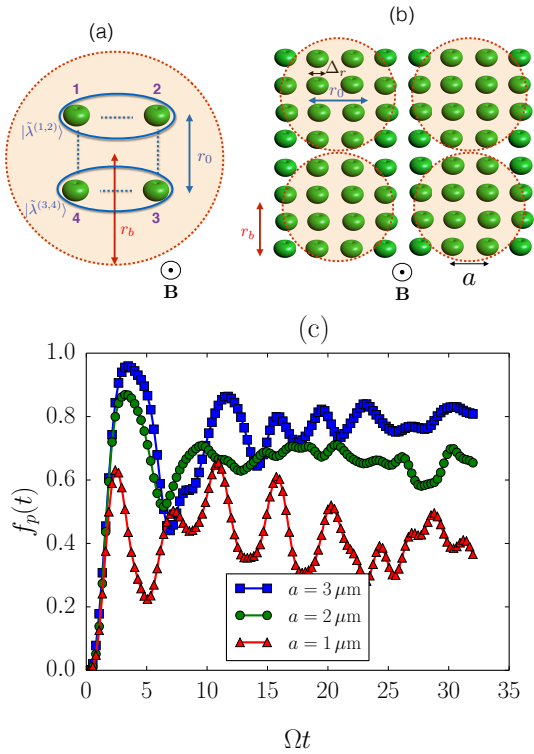 (a)
1 2
|λ̃^(1,2)⟩
r_0
|λ̃^(3,4)⟩
4 3
r_b
B
(b)
Δ_r
r_0
r_b
B
a
(c)
f_p(t)
1.0
0.8
0.6
0.4
0.2
0.0
a = 3 μm
a = 2 μm
a = 1 μm
0 5 10 15 20 25 30 35
Ωt